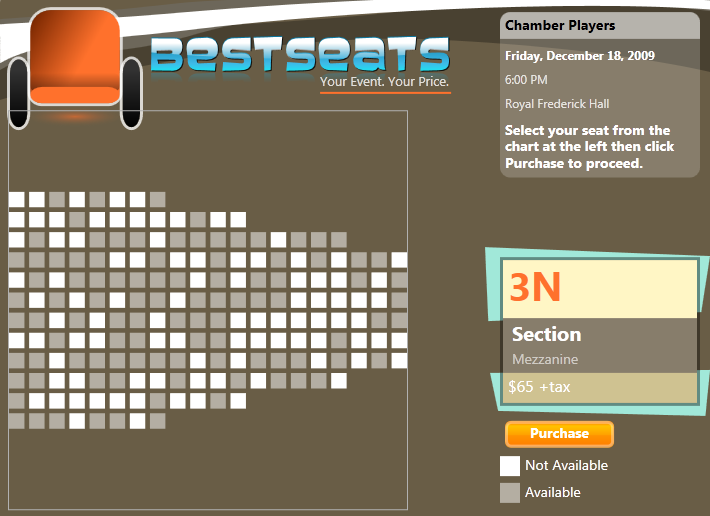 BESTSEATS
Your Event. Your Price.
Chamber Players
Friday, December 18, 2009
6:00 PM
Royal Frederick Hall
Select your seat from the
chart at the left then click
Purchase to proceed.
3N
Section
Mezzanine
$65 +tax
Purchase
Not Available
Available